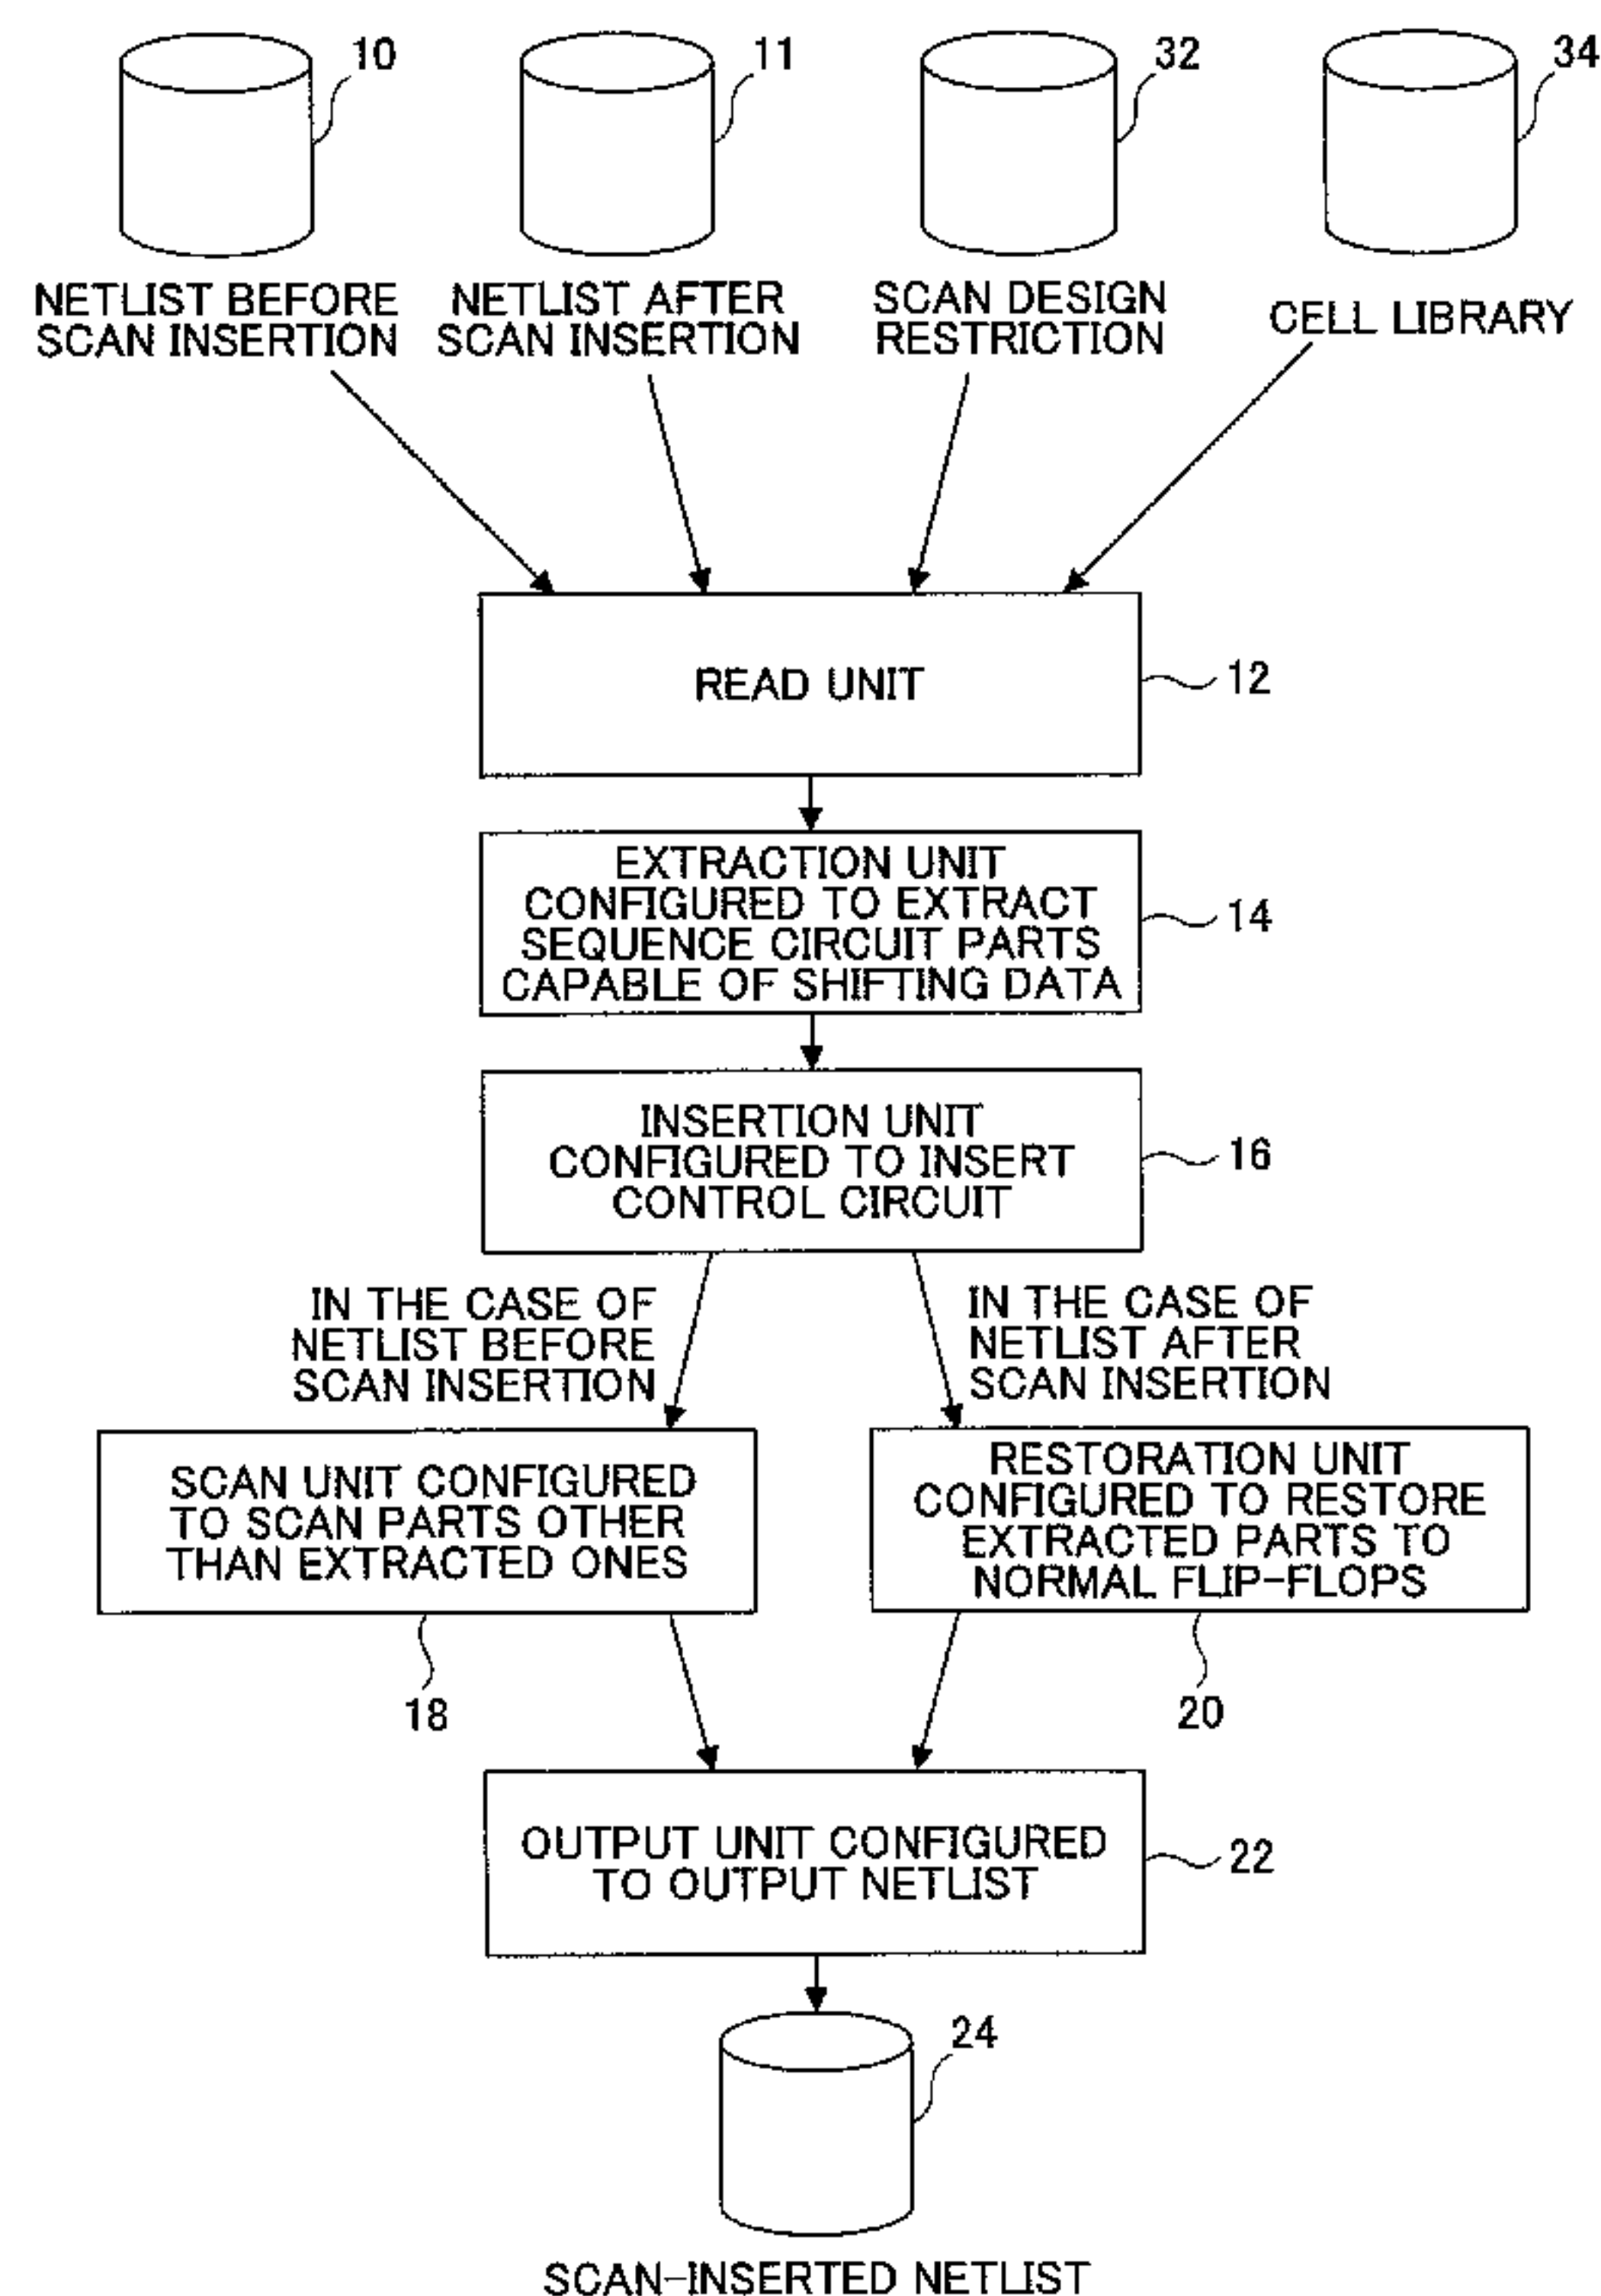 10
11
32
34
NETLIST BEFORE
SCAN INSERTION
NETLIST AFTER
SCAN INSERTION
SCAN DESIGN
RESTRICTION
CELL LIBRARY
READ UNIT
12
EXTRACTION UNIT
CONFIGURED TO EXTRACT
SEQUENCE CIRCUIT PARTS
CAPABLE OF SHIFTING DATA
14
INSERTION UNIT
CONFIGURED TO INSERT
CONTROL CIRCUIT
16
IN THE CASE OF
NETLIST BEFORE
SCAN INSERTION
IN THE CASE OF
NETLIST AFTER
SCAN INSERTION
SCAN UNIT CONFIGURED
TO SCAN PARTS OTHER
THAN EXTRACTED ONES
18
RESTORATION UNIT
CONFIGURED TO RESTORE
EXTRACTED PARTS TO
NORMAL FLIP-FLOPS
20
OUTPUT UNIT CONFIGURED
TO OUTPUT NETLIST
22
24
SCAN-INSERTED NETLIST